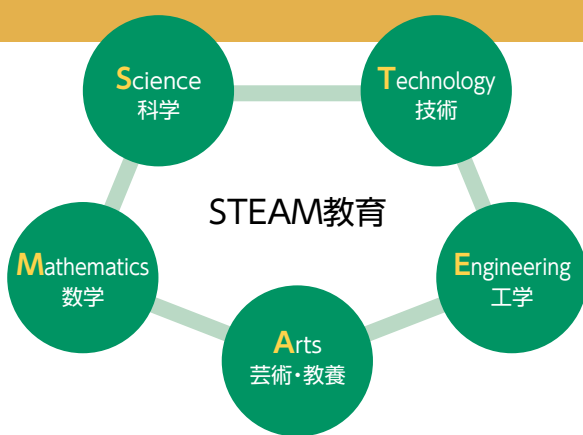 Science
科学
Technology
技術
STEAM教育
Mathematics
数学
Engineering
工学
Arts
芸術・教養